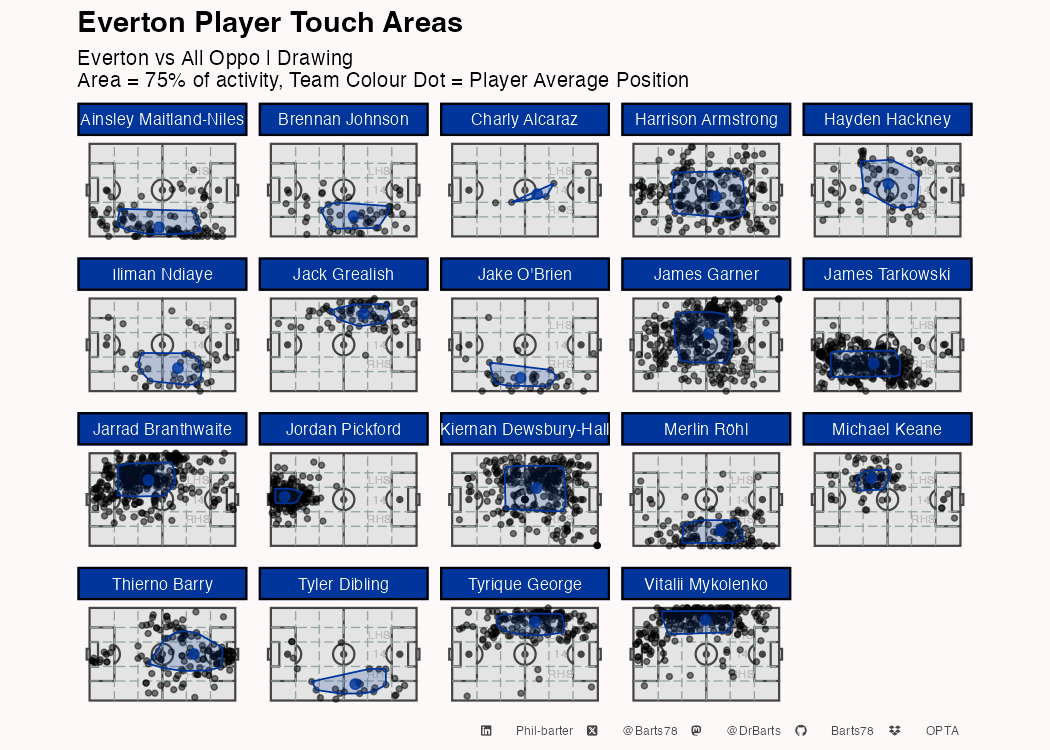 Everton Player Touch Areas
Everton vs All Oppo | Drawing
Area = 75% of activity, Team Colour Dot = Player Average Position
Ainsley Maitland-Niles Brennan Johnson Charly Alcaraz Harrison Armstrong Hayden Hackney
Iliman Ndiaye Jack Grealish Jake O'Brien James Garner James Tarkowski
Jarrad Branthwaite Jordan Pickford Kiernan Dewsbury-Hall Merlin Röhl Michael Keane
Thierno Barry Tyler Dibling Tyrique George Vitalii Mykolenko
Phil-barter @Barts78 @DrBarts Barts78 OPTA